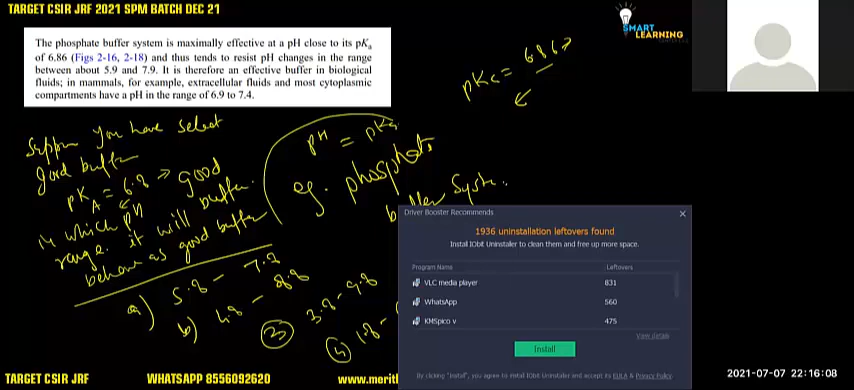 TARGET CSIR JRF 2021 SPM BATCH DEC 21
SMART
LEARNING
The phosphate buffer system is maximally effective at a pH close to its pKa
of 6.86 (Figs 2-16, 2-18) and thus tends to resist pH changes in the range
between about 5.9 and 7.9. It is therefore an effective buffer in biological
fluids; in mammals, for example, extracellular fluids and most cytoplasmic
compartments have a pH in the range of 6.9 to 7.4.
you have select
good buffer
pKA = 6.8 => good
buffer.
in which pH
range. it will
behave as good buffer
pH = pKa
eg. phosphate
buffer
a) 5.8 - 7.8
b) 4.8 - 8.8
3 3.8 - 9.8
4 1.8 -
Driver Booster Recommends
1936 uninstallation leftovers found
Install IObit Uninstaller to clean them and free up more space.
Program Name Leftovers
VLC media player 831
WhatsApp 560
KMSpico v 475
View details
Install
By clicking "Install", you agree to install IObit Uninstaller and accept its EULA & Privacy Policy.
TARGET CSIR JRF WHATSAPP 8556092620 www.merit
2021-07-07 22:16:08